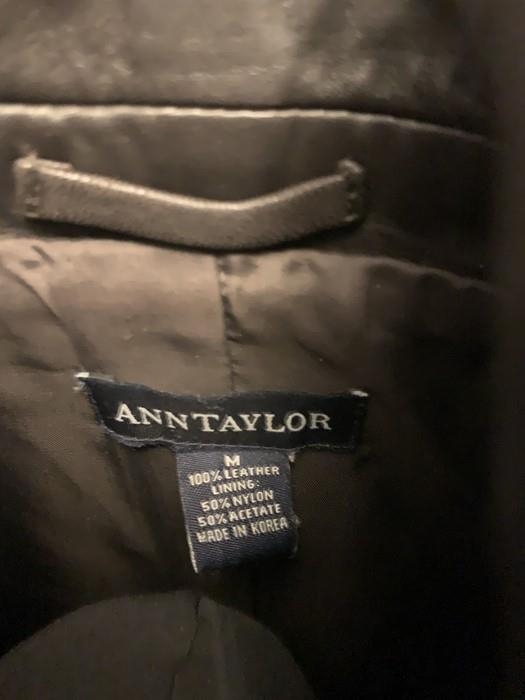 ANNTAYLOR
M
100% LEATHER
LINING:
50% NYLON
50% ACETATE
MADE IN KOREA